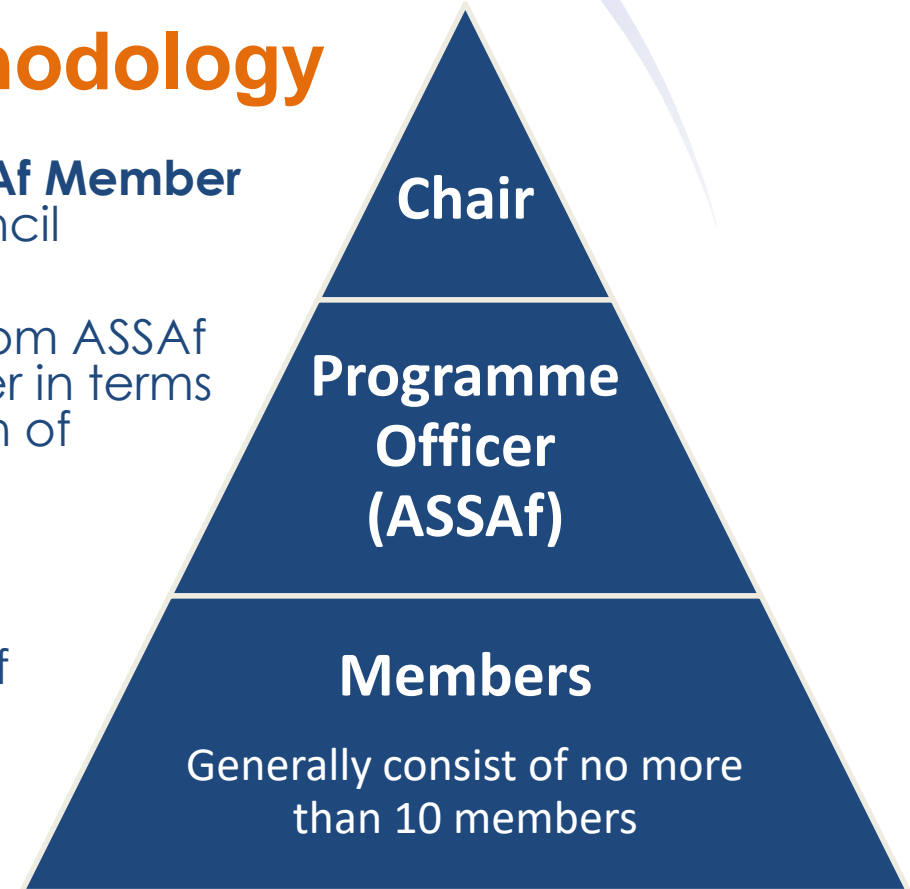 hodology
Af Member
ncil
om ASSAf
er in terms
n of
f
Chair
Programme
Officer
(ASSAf)
Members
Generally consist of no more
than 10 members